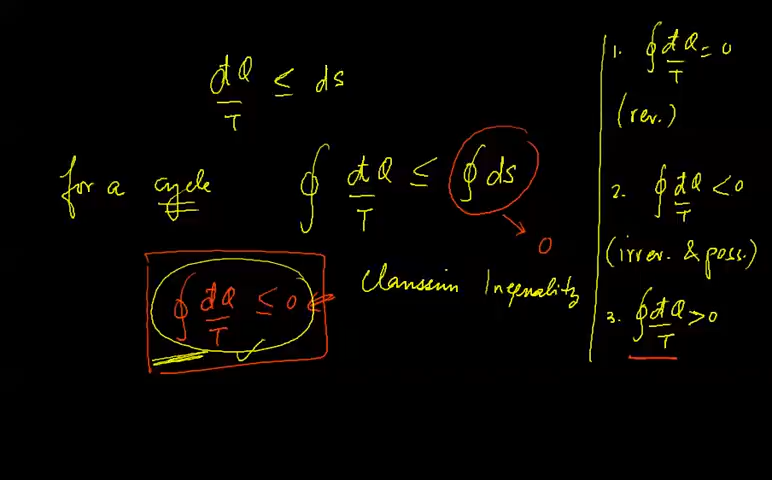 đQ/T ≤ ds
for a cycle ∮ đQ/T ≤ ∮ ds
0
∮ đQ/T ≤ 0
Claussim Inequality
1. ∮ đQ/T = 0
(rev.)
2. ∮ đQ/T < 0
(irrev. & poss.)
3. ∮ đQ/T > 0